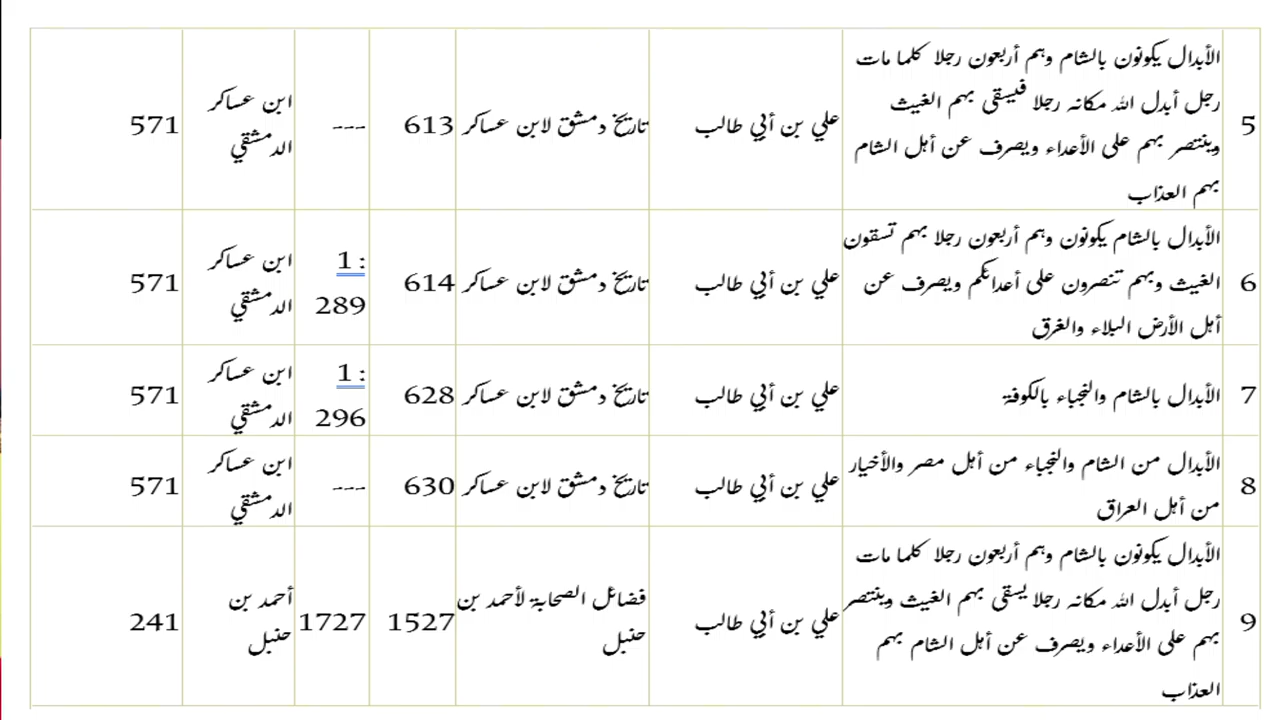 5
الأبدال يكونون بالشام وهم أربعون رجلا كلما مات
رجل أبدل الله مكانه رجلا فيسقى بهم الغيث
وينتصر بهم على الأعداء ويصرف عن أهل الشام
بهم العذاب
علي بن أبي طالب
تاريخ دمشق لابن عساكر
613
---
ابن عساكر
الدمشقي
571
6
الأبدال بالشام يكونون وهم أربعون رجلا بهم تسقون
الغيث وبهم تنصرون على أعدائكم ويصرف عن
أهل الأرض البلاء والغرق
علي بن أبي طالب
تاريخ دمشق لابن عساكر
614
1 :
289
ابن عساكر
الدمشقي
571
7
الأبدال بالشام والنجباء بالكوفة
علي بن أبي طالب
تاريخ دمشق لابن عساكر
628
1 :
296
ابن عساكر
الدمشقي
571
8
الأبدال من الشام والنجباء من أهل مصر والأخيار
من أهل العراق
علي بن أبي طالب
تاريخ دمشق لابن عساكر
630
---
ابن عساكر
الدمشقي
571
9
الأبدال يكونون بالشام وهم أربعون رجلا كلما مات
رجل أبدل الله مكانه رجلا يسقى بهم الغيث وينتصر
بهم على الأعداء ويصرف عن أهل الشام بهم
العذاب
علي بن أبي طالب
فضائل الصحابة لأحمد بن
حنبل
1527
1727
أحمد بن
حنبل
241